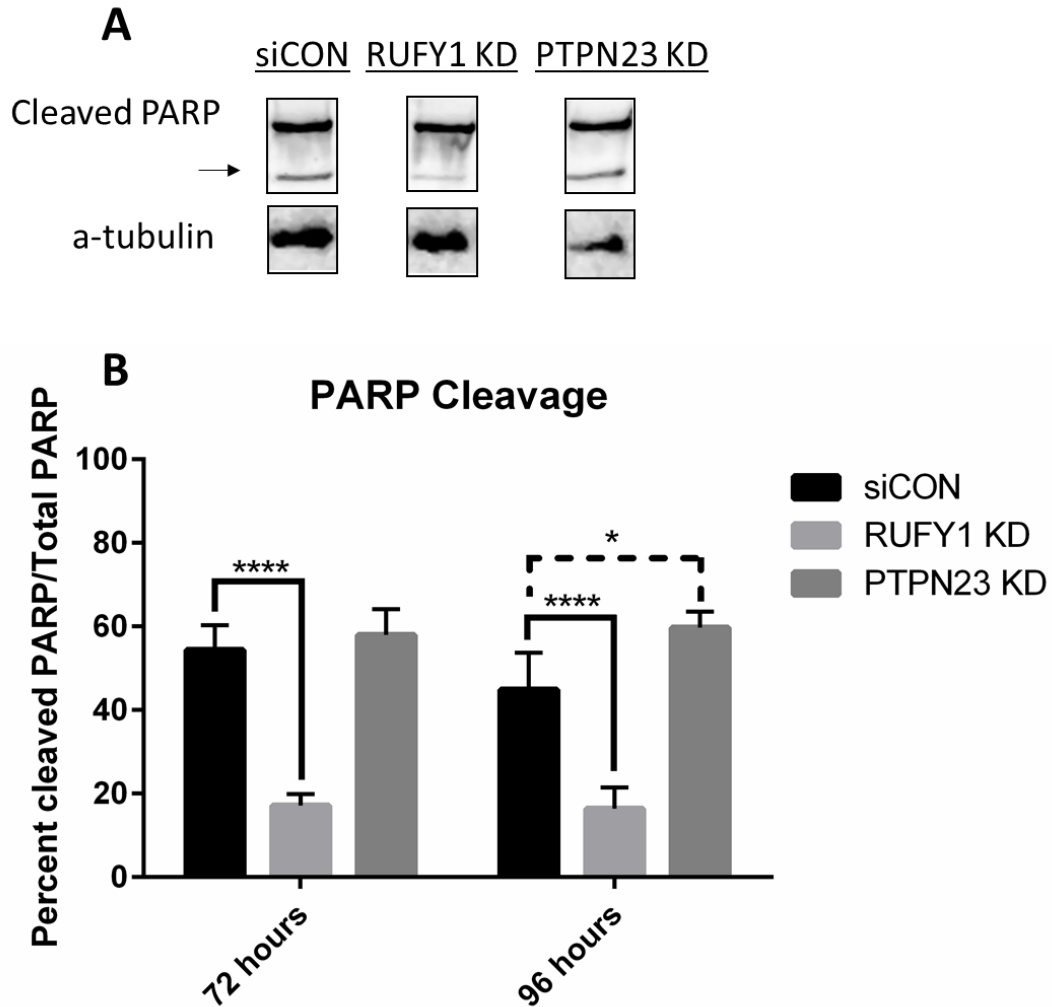 A
siCON RUFY1 KD PTPN23 KD
Cleaved PARP
a-tubulin
B
PARP Cleavage
Percent cleaved PARP/Total PARP
100
80
60
40
20
0
****
****
*
siCON
RUFY1 KD
PTPN23 KD
72 hours
96 hours